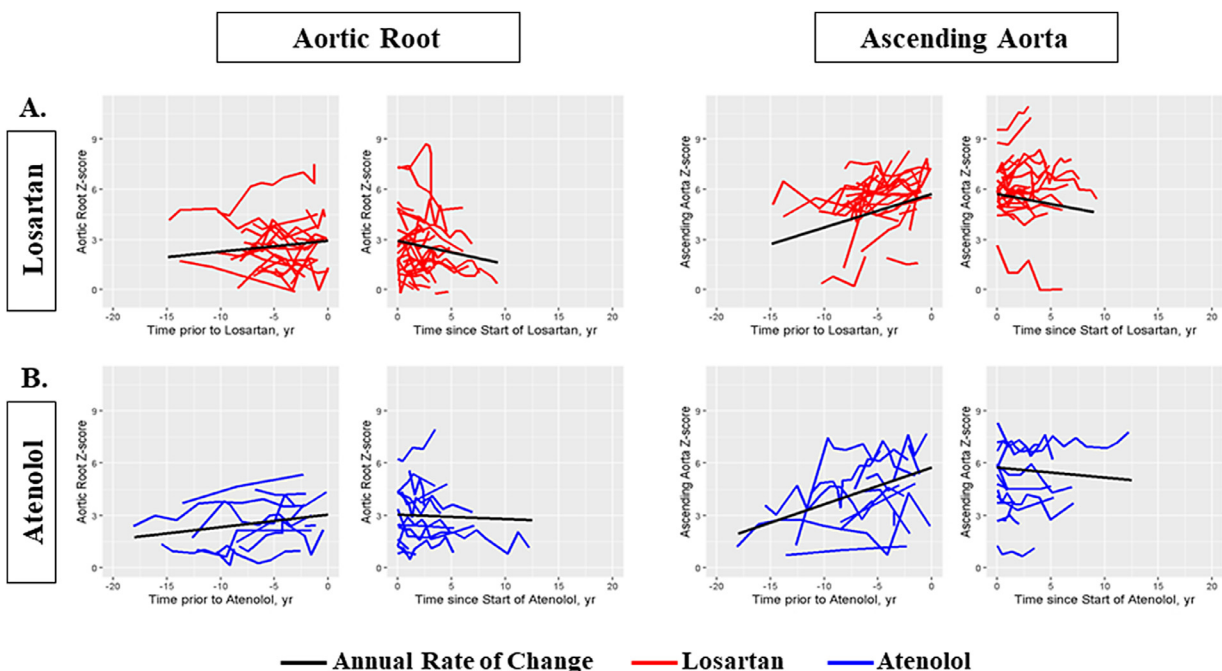 Aortic Root
Ascending Aorta
A.
Losartan
Aortic Root Z-score
9
6
3
0
-20
-15
-10
-5
0
Time prior to Losartan, yr
Aortic Root Z-score
9
6
3
0
0
5
10
15
20
Time since Start of Losartan, yr
Ascending Aorta Z-score
9
6
3
0
-20
-15
-10
-5
0
Time prior to Losartan, yr
Ascending Aorta Z-score
9
6
3
0
0
5
10
15
20
Time since Start of Losartan, yr
B.
Atenolol
Aortic Root Z-score
9
6
3
0
-20
-15
-10
-5
0
Time prior to Atenolol, yr
Aortic Root Z-score
9
6
3
0
0
5
10
15
20
Time since Start of Atenolol, yr
Ascending Aorta Z-score
9
6
3
0
-20
-15
-10
-5
0
Time prior to Atenolol, yr
Ascending Aorta Z-score
9
6
3
0
0
5
10
15
20
Time since Start of Atenolol, yr
Annual Rate of Change
Losartan
Atenolol